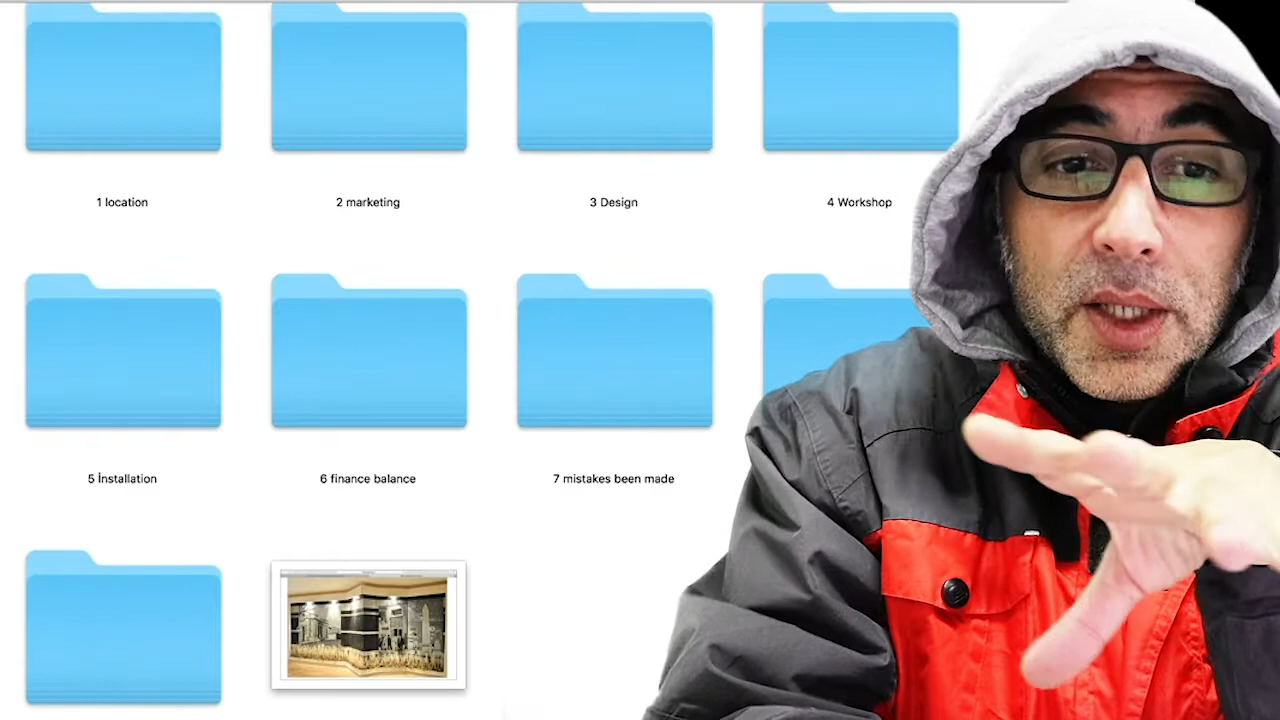 1 location
2 marketing
3 Design
4 Workshop
5 İnstallation
6 finance balance
7 mistakes been made